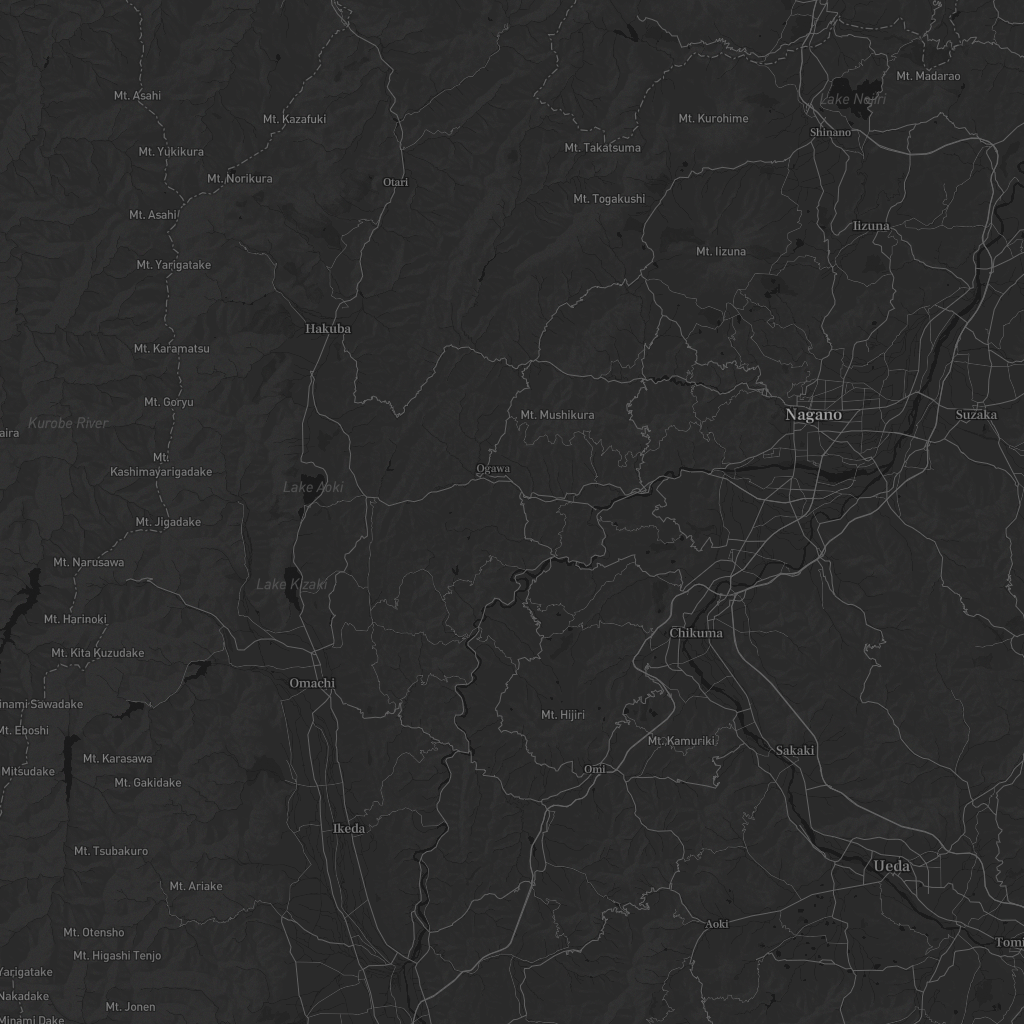 Mt. Madarao
Mt. Asahi
Lake Nojiri
Mt. Kazafuki
Mt. Kurohime
Shinano
Mt. Takatsuma
Mt. Yukikura
Mt. Norikura
Otari
Mt. Togakushi
Mt. Asahi
Iizuna
Mt. Iizuna
Mt. Yarigatake
Hakuba
Mt. Karamatsu
Mt. Goryu
Mt. Mushikura
Nagano
Suzaka
Kurobe River
aira
Mt.
Kashimayarigadake
Ogawa
Lake Aoki
Mt. Jigadake
Mt. Narusawa
Lake Kizaki
Mt. Harinoki
Chikuma
Mt. Kita Kuzudake
Omachi
inami Sawadake
Mt. Hijiri
Mt. Eboshi
Mt. Kamuriki
Sakaki
Mt. Karasawa
Mitsudake
Omi
Mt. Gakidake
Ikeda
Mt. Tsubakuro
Ueda
Mt. Ariake
Aoki
Mt. Otensho
Tomi
Mt. Higashi Tenjo
Yarigatake
Nakadake
Mt. Jonen
Minami Dake